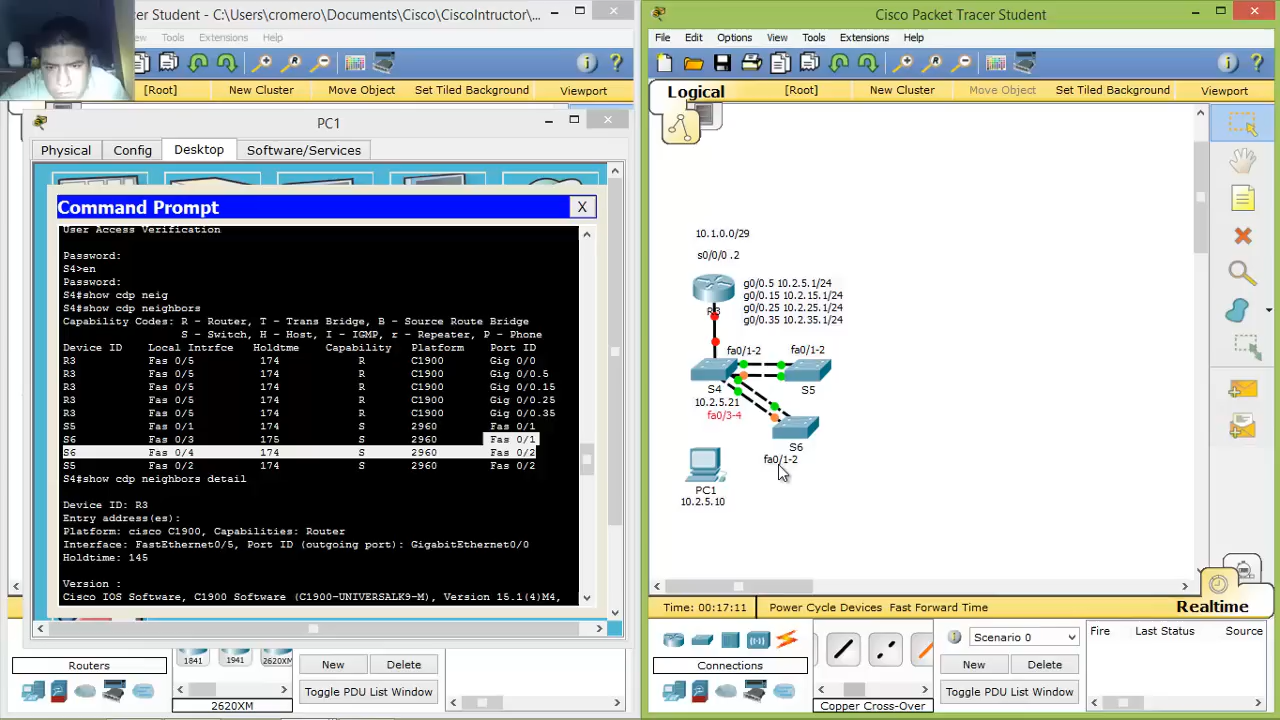 er Student - C:\Users\cromero\Documents\Cisco\CiscoIntructor\...
Tools Extensions Help
[Root] New Cluster Move Object Set Tiled Background Viewport
PC1
Physical Config Desktop Software/Services
Command Prompt
X
User Access Verification
Password:
S4>en
Password:
S4#show cdp neig
S4#show cdp neighbors
Capability Codes: R - Router, T - Trans Bridge, B - Source Route Bridge
S - Switch, H - Host, I - IGMP, r - Repeater, P - Phone
Device ID Local Intrfce Holdtme Capability Platform Port ID
R3 Fas 0/5 174 R C1900 Gig 0/0
R3 Fas 0/5 174 R C1900 Gig 0/0.5
R3 Fas 0/5 174 R C1900 Gig 0/0.15
R3 Fas 0/5 174 R C1900 Gig 0/0.25
R3 Fas 0/5 174 R C1900 Gig 0/0.35
S5 Fas 0/1 174 S 2960 Fas 0/1
S6 Fas 0/3 175 S 2960 Fas 0/1
S6 Fas 0/4 174 S 2960 Fas 0/2
S5 Fas 0/2 174 S 2960 Fas 0/2
S4#show cdp neighbors detail
Device ID: R3
Entry address(es):
Platform: cisco C1900, Capabilities: Router
Interface: FastEthernet0/5, Port ID (outgoing port): GigabitEthernet0/0
Holdtime: 145
Version :
Cisco IOS Software, C1900 Software (C1900-UNIVERSALK9-M), Version 15.1(4)M4,
Routers
1841 1941 2620XM
2620XM
New Delete
Toggle PDU List Window
Cisco Packet Tracer Student
File Edit Options View Tools Extensions Help
Logical [Root] New Cluster Move Object Set Tiled Background Viewport
10.1.0.0/29
s0/0/0 .2
R3
g0/0.5 10.2.5.1/24
g0/0.15 10.2.15.1/24
g0/0.25 10.2.25.1/24
g0/0.35 10.2.35.1/24
fa0/1-2 fa0/1-2
S4 S5
10.2.5.21
fa0/3-4
S6
fa0/1-2
PC1
10.2.5.10
Time: 00:17:11 Power Cycle Devices Fast Forward Time Realtime
Connections
Copper Cross-Over
Scenario 0
New Delete
Toggle PDU List Window
Fire Last Status Source